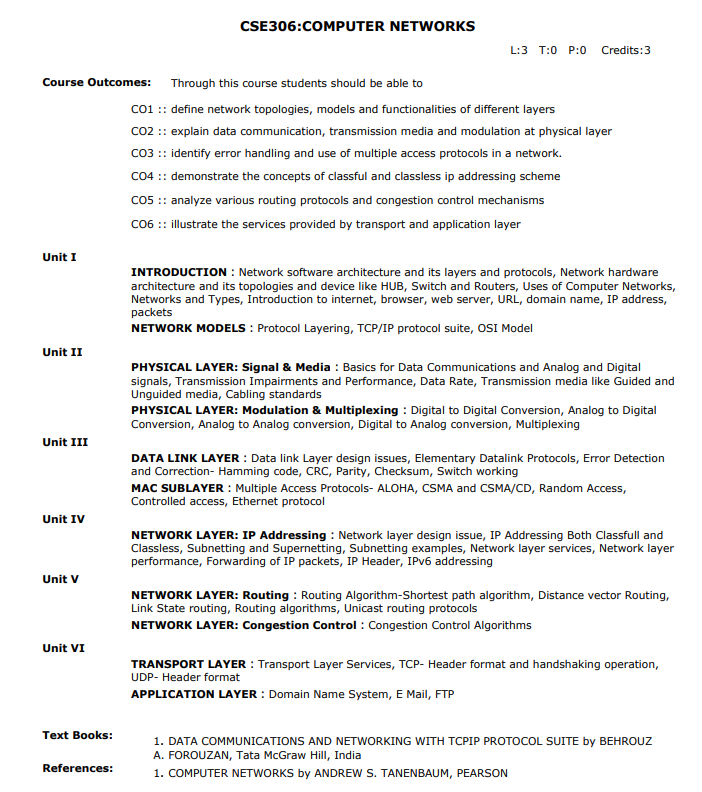 CSE306:COMPUTER NETWORKS
L:3 T:0 P:0 Credits:3
Course Outcomes: Through this course students should be able to
CO1 :: define network topologies, models and functionalities of different layers
CO2 :: explain data communication, transmission media and modulation at physical layer
CO3 :: identify error handling and use of multiple access protocols in a network.
CO4 :: demonstrate the concepts of classful and classless ip addressing scheme
CO5 :: analyze various routing protocols and congestion control mechanisms
CO6 :: illustrate the services provided by transport and application layer
Unit I
INTRODUCTION : Network software architecture and its layers and protocols, Network hardware
architecture and its topologies and device like HUB, Switch and Routers, Uses of Computer Networks,
Networks and Types, Introduction to internet, browser, web server, URL, domain name, IP address,
packets
NETWORK MODELS : Protocol Layering, TCP/IP protocol suite, OSI Model
Unit II
PHYSICAL LAYER: Signal & Media : Basics for Data Communications and Analog and Digital
signals, Transmission Impairments and Performance, Data Rate, Transmission media like Guided and
Unguided media, Cabling standards
PHYSICAL LAYER: Modulation & Multiplexing : Digital to Digital Conversion, Analog to Digital
Conversion, Analog to Analog conversion, Digital to Analog conversion, Multiplexing
Unit III
DATA LINK LAYER : Data link Layer design issues, Elementary Datalink Protocols, Error Detection
and Correction- Hamming code, CRC, Parity, Checksum, Switch working
MAC SUBLAYER : Multiple Access Protocols- ALOHA, CSMA and CSMA/CD, Random Access,
Controlled access, Ethernet protocol
Unit IV
NETWORK LAYER: IP Addressing : Network layer design issue, IP Addressing Both Classfull and
Classless, Subnetting and Supernetting, Subnetting examples, Network layer services, Network layer
performance, Forwarding of IP packets, IP Header, IPv6 addressing
Unit V
NETWORK LAYER: Routing : Routing Algorithm-Shortest path algorithm, Distance vector Routing,
Link State routing, Routing algorithms, Unicast routing protocols
NETWORK LAYER: Congestion Control : Congestion Control Algorithms
Unit VI
TRANSPORT LAYER : Transport Layer Services, TCP- Header format and handshaking operation,
UDP- Header format
APPLICATION LAYER : Domain Name System, E Mail, FTP
Text Books:
1. DATA COMMUNICATIONS AND NETWORKING WITH TCPIP PROTOCOL SUITE by BEHROUZ
A. FOROUZAN, Tata McGraw Hill, India
References:
1. COMPUTER NETWORKS by ANDREW S. TANENBAUM, PEARSON